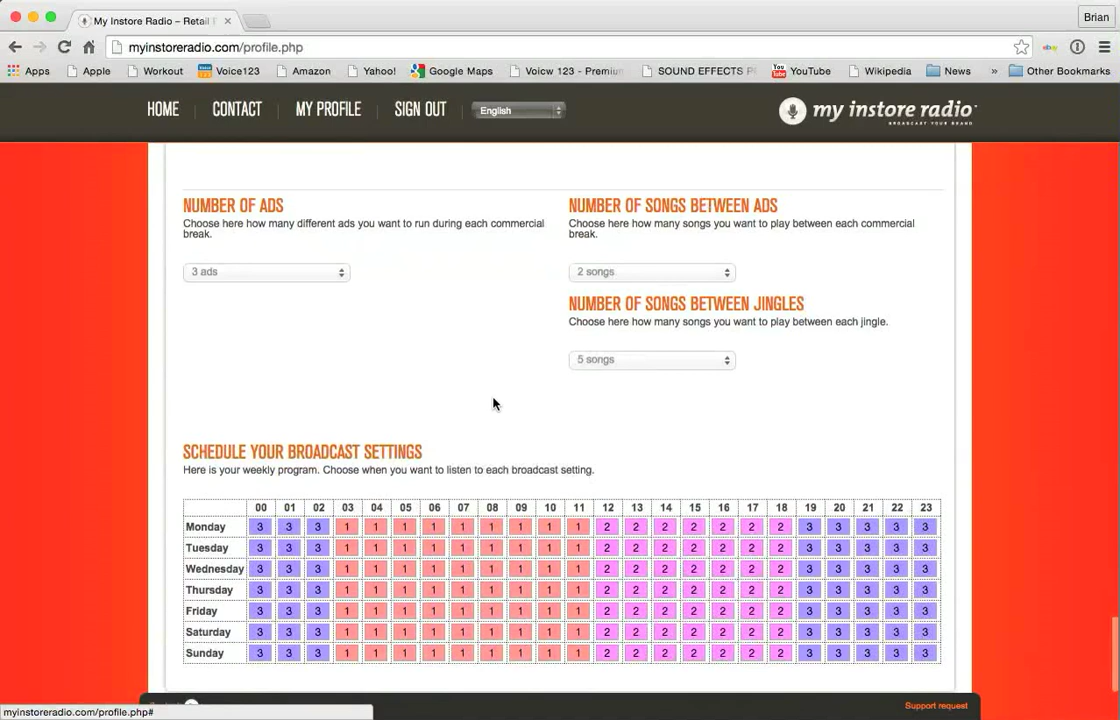 My Instore Radio – Retail
Brian
myinstoreradio.com/profile.php
Apps Apple Workout Voice123 Amazon Yahoo! Google Maps Voicw 123 - Premiu SOUND EFFECTS YouTube Wikipedia News » Other Bookmarks
HOME CONTACT MY PROFILE SIGN OUT English my instore radio
BROADCAST YOUR BRAND
NUMBER OF ADS
Choose here how many different ads you want to run during each commercial
break.
3 ads
NUMBER OF SONGS BETWEEN ADS
Choose here how many songs you want to play between each commercial
break.
2 songs
NUMBER OF SONGS BETWEEN JINGLES
Choose here how many songs you want to play between each jingle.
5 songs
SCHEDULE YOUR BROADCAST SETTINGS
Here is your weekly program. Choose when you want to listen to each broadcast setting.
00 01 02 03 04 05 06 07 08 09 10 11 12 13 14 15 16 17 18 19 20 21 22 23
Monday 3 3 3 1 1 1 1 1 1 1 1 1 2 2 2 2 2 2 2 3 3 3 3 3
Tuesday 3 3 3 1 1 1 1 1 1 1 1 1 2 2 2 2 2 2 2 3 3 3 3 3
Wednesday 3 3 3 1 1 1 1 1 1 1 1 1 2 2 2 2 2 2 2 3 3 3 3 3
Thursday 3 3 3 1 1 1 1 1 1 1 1 1 2 2 2 2 2 2 2 3 3 3 3 3
Friday 3 3 3 1 1 1 1 1 1 1 1 1 2 2 2 2 2 2 2 3 3 3 3 3
Saturday 3 3 3 1 1 1 1 1 1 1 1 1 2 2 2 2 2 2 2 3 3 3 3 3
Sunday 3 3 3 1 1 1 1 1 1 1 1 1 2 2 2 2 2 2 2 3 3 3 3 3
Support request
myinstoreradio.com/profile.php#